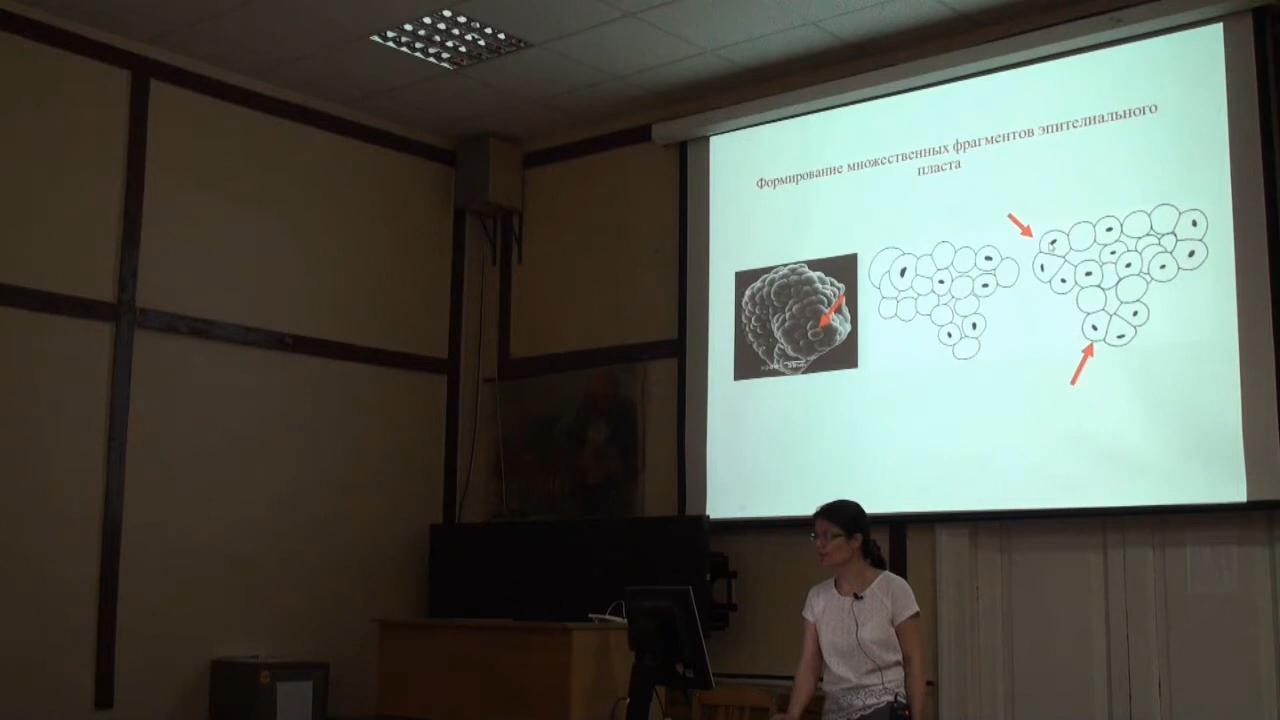 Формирование множественных фрагментов эпителиального
пласта